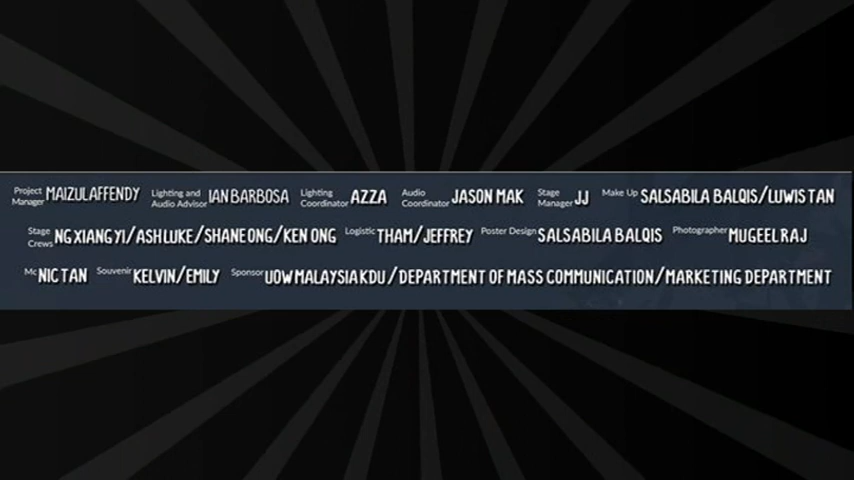 Project Manager MAIZUL AFFENDY Lighting and Audio Advisor IAN BARBOSA Lighting Coordinator AZZA Audio Coordinator JASON MAK Stage Manager JJ Make Up SALSABILA BALQIS/LUWIS TAN
Stage Crews NG XIANG YI/ASH LUKE/SHANE ONG/KEN ONG Logistic THAM/JEFFREY Poster Design SALSABILA BALQIS Photographer MUGEEL RAJ
Mc NIC TAN Souvenir KELVIN/EMILY Sponsor UOW MALAYSIA KDU/DEPARTMENT OF MASS COMMUNICATION/MARKETING DEPARTMENT